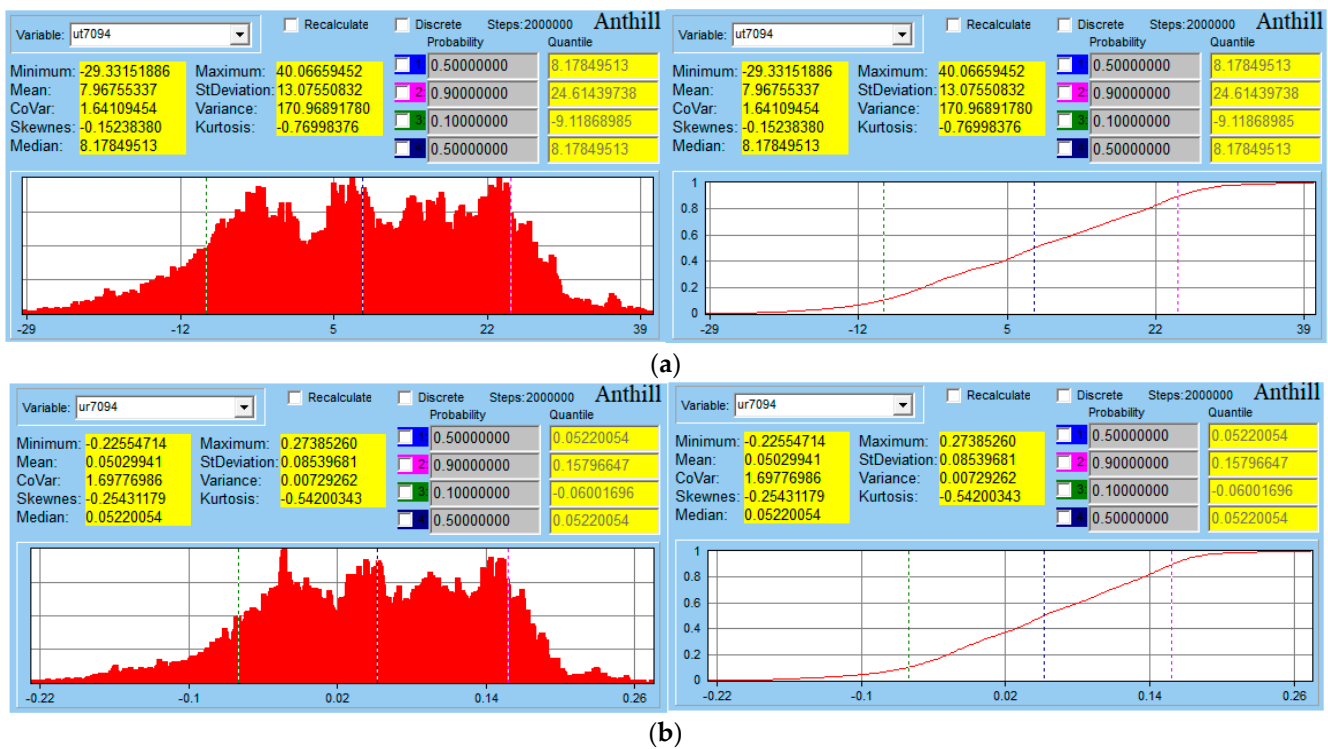 Variable: ut7094 Recalculate Discrete Steps:2000000 Anthill
Probability Quantile
Minimum: -29.33151886 Maximum: 40.06659452 1 0.50000000 8.17849513
Mean: 7.96755337 StDeviation: 13.07550832 2 0.90000000 24.61439738
CoVar: 1.64109454 Variance: 170.96891780 3 0.10000000 -9.11868985
Skewnes: -0.15238380 Kurtosis: -0.76998376 4 0.50000000 8.17849513
Median: 8.17849513
-29 -12 5 22 39
Variable: ut7094 Recalculate Discrete Steps:2000000 Anthill
Probability Quantile
Minimum: -29.33151886 Maximum: 40.06659452 1 0.50000000 8.17849513
Mean: 7.96755337 StDeviation: 13.07550832 2 0.90000000 24.61439738
CoVar: 1.64109454 Variance: 170.96891780 3 0.10000000 -9.11868985
Skewnes: -0.15238380 Kurtosis: -0.76998376 4 0.50000000 8.17849513
Median: 8.17849513
1
0.8
0.6
0.4
0.2
0
-29 -12 5 22 39
(a)
Variable: ur7094 Recalculate Discrete Steps:2000000 Anthill
Probability Quantile
Minimum: -0.22554714 Maximum: 0.27385260 1 0.50000000 0.05220054
Mean: 0.05029941 StDeviation: 0.08539681 2 0.90000000 0.15796647
CoVar: 1.69776986 Variance: 0.00729262 3 0.10000000 -0.06001696
Skewnes: -0.25431179 Kurtosis: -0.54200343 4 0.50000000 0.05220054
Median: 0.05220054
-0.22 -0.1 0.02 0.14 0.26
Variable: ur7094 Recalculate Discrete Steps:2000000 Anthill
Probability Quantile
Minimum: -0.22554714 Maximum: 0.27385260 1 0.50000000 0.05220054
Mean: 0.05029941 StDeviation: 0.08539681 2 0.90000000 0.15796647
CoVar: 1.69776986 Variance: 0.00729262 3 0.10000000 -0.06001696
Skewnes: -0.25431179 Kurtosis: -0.54200343 4 0.50000000 0.05220054
Median: 0.05220054
1
0.8
0.6
0.4
0.2
0
-0.22 -0.1 0.02 0.14 0.26
(b)